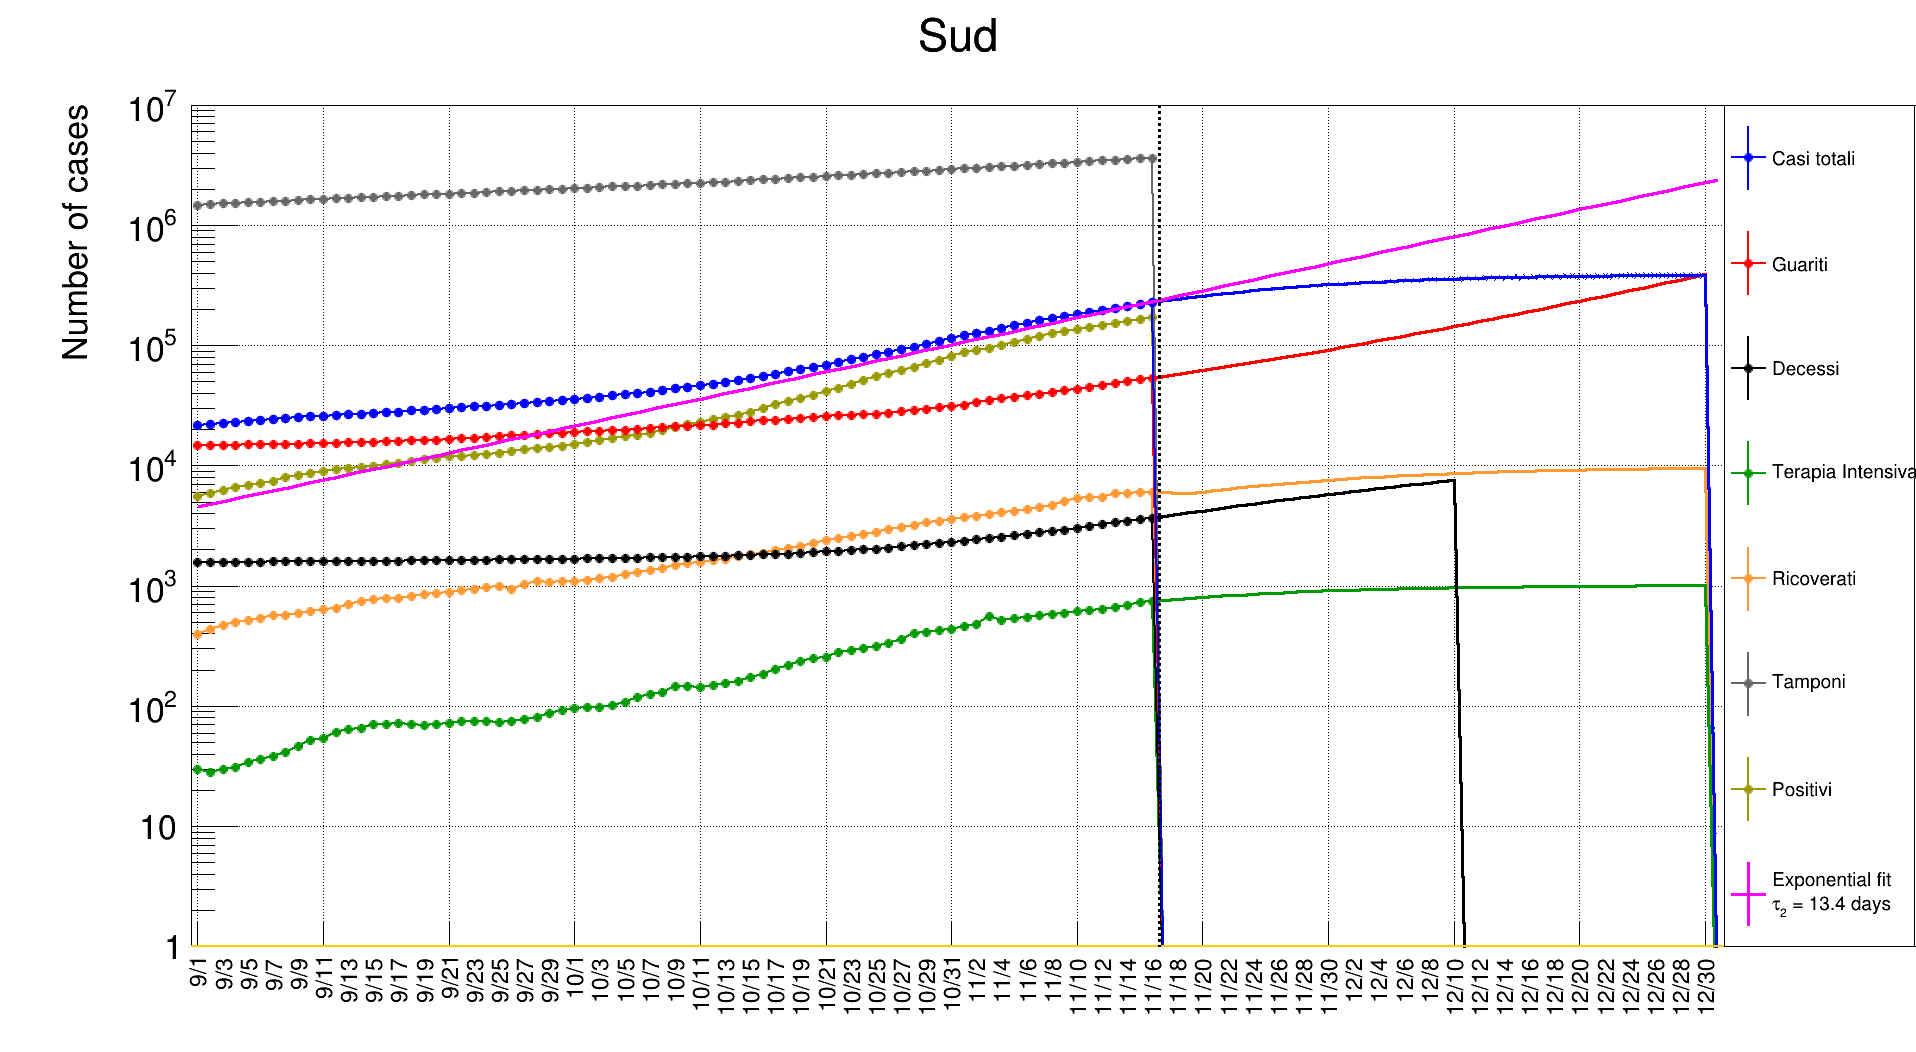 Sud
Number of cases
10^7
10^6
10^5
10^4
10^3
10^2
10
1
9/1 9/3 9/5 9/7 9/9 9/11 9/13 9/15 9/17 9/19 9/21 9/23 9/25 9/27 9/29 10/1 10/3 10/5 10/7 10/9 10/11 10/13 10/15 10/17 10/19 10/21 10/23 10/25 10/27 10/29 10/31 11/2 11/4 11/6 11/8 11/10 11/12 11/14 11/16 11/18 11/20 11/22 11/24 11/26 11/28 11/30 12/2 12/4 12/6 12/8 12/10 12/12 12/14 12/16 12/18 12/20 12/22 12/24 12/26 12/28 12/30
Casi totali
Guariti
Decessi
Terapia Intensiva
Ricoverati
Tamponi
Positivi
Exponential fit
τ_2 = 13.4 days